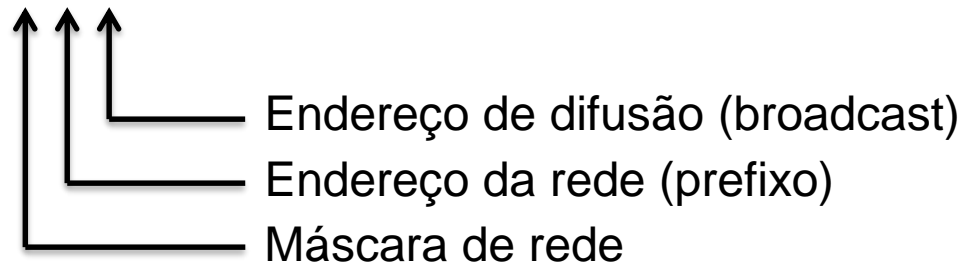 Endereço de difusão (broadcast)
Endereço da rede (prefixo)
Máscara de rede